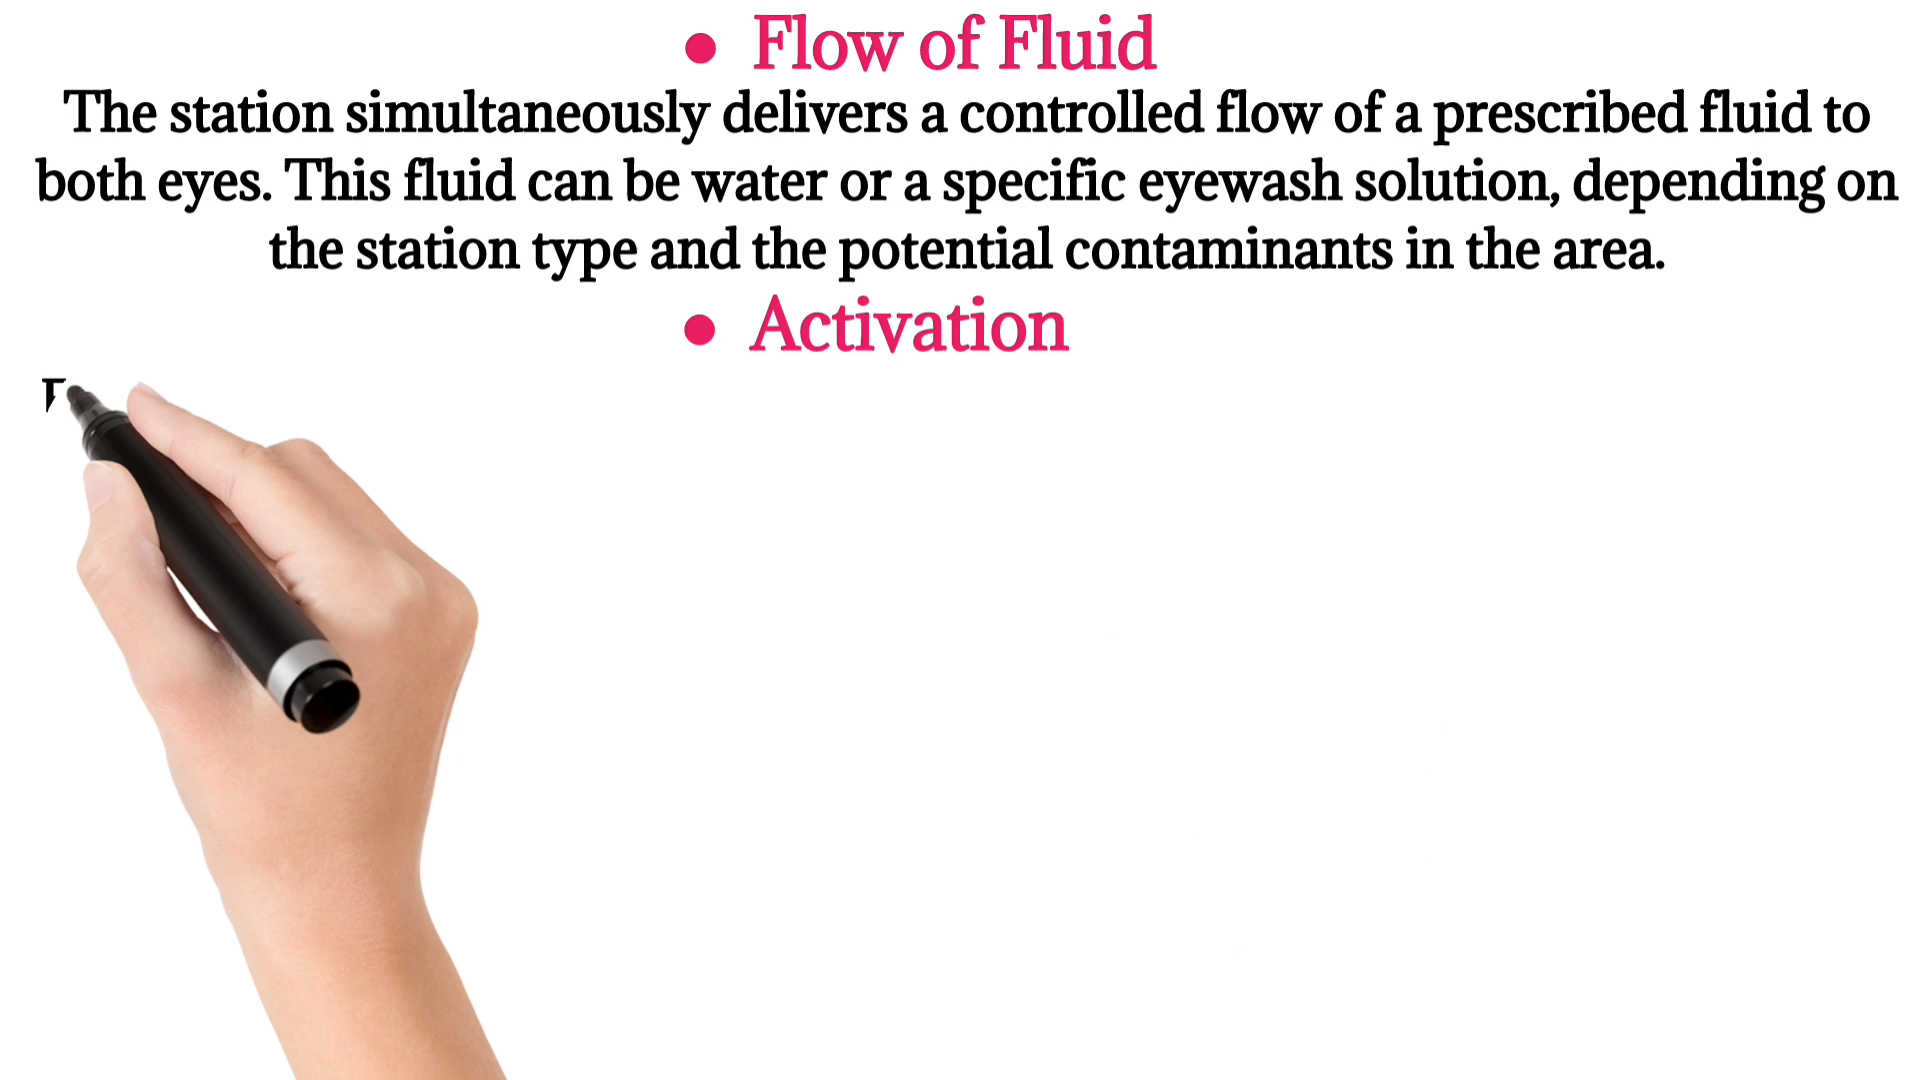 ● Flow of Fluid
The station simultaneously delivers a controlled flow of a prescribed fluid to
both eyes. This fluid can be water or a specific eyewash solution, depending on
the station type and the potential contaminants in the area.
● Activation